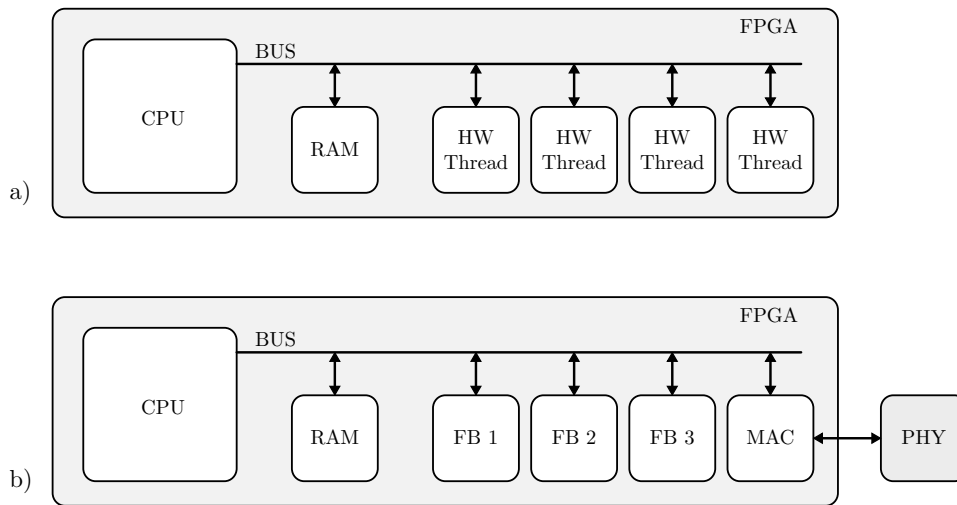 FPGA
BUS
CPU
RAM
HW
Thread
HW
Thread
HW
Thread
HW
Thread
a)
FPGA
BUS
CPU
RAM
FB 1
FB 2
FB 3
MAC
PHY
b)